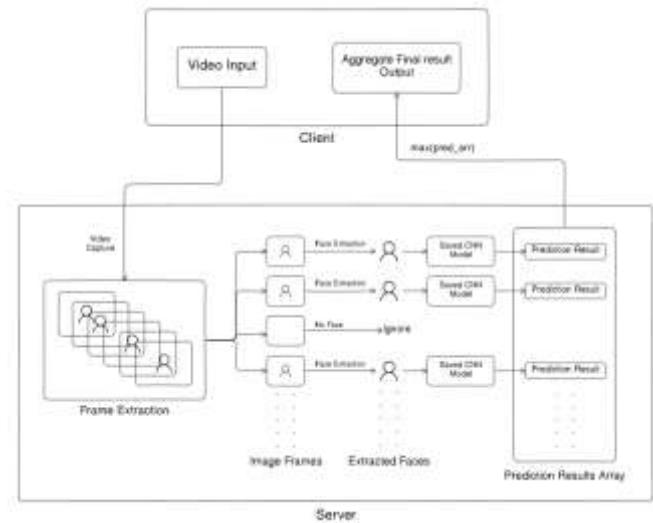 Video Input
Aggregate Final result
Output
Client
max(pred_arr)
Video
Capture
Face Extraction
Saved CNN
Model
Prediction Result
Face Extraction
Saved CNN
Model
Prediction Result
No Face
Ignore
Face Extraction
Saved CNN
Model
Prediction Result
Frame Extraction
Image Frames
Extracted Faces
Prediction Results Array
Server